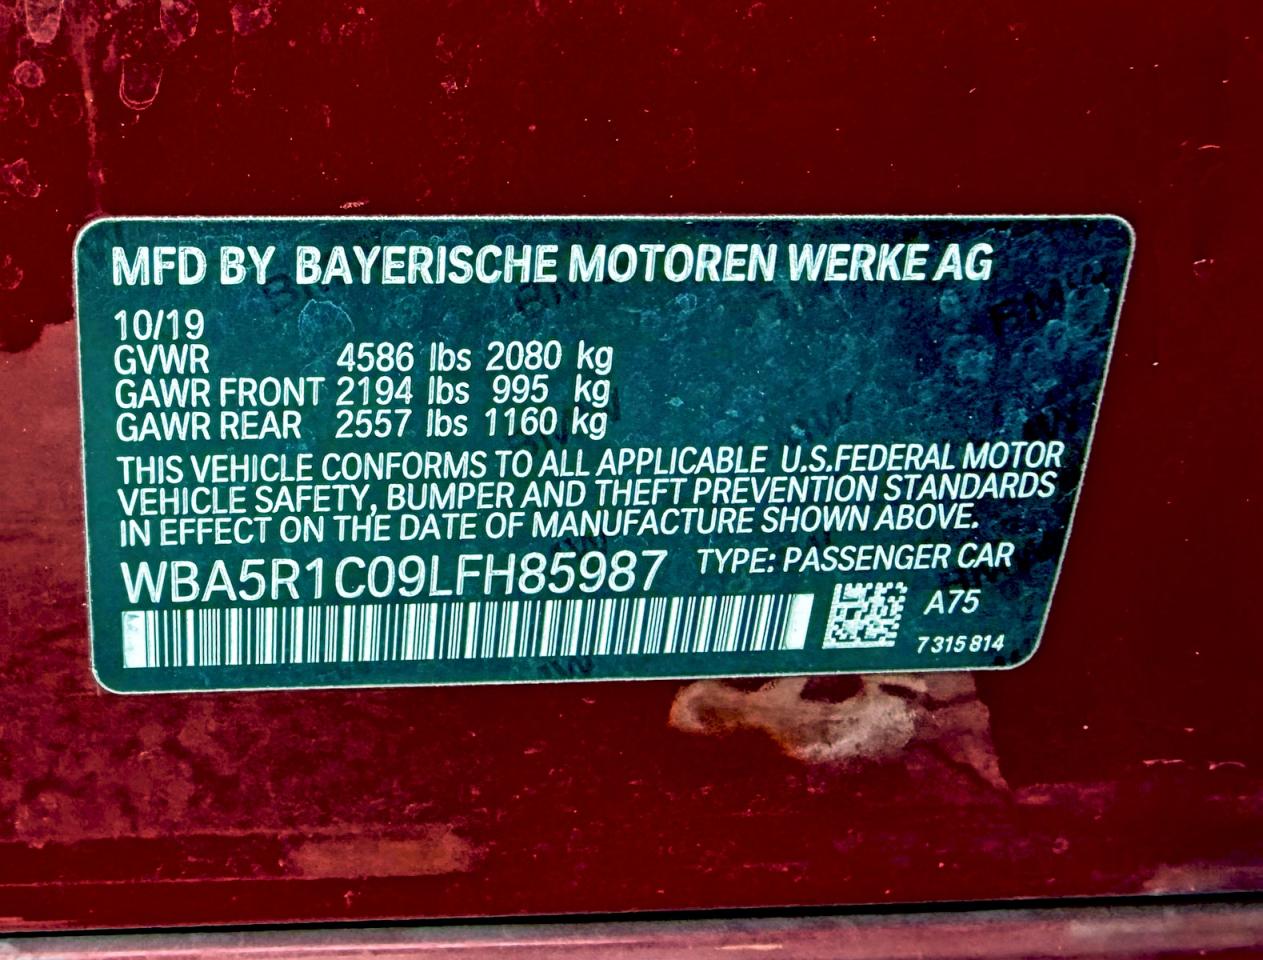 MFD BY BAYERISCHE MOTOREN WERKE AG
10/19
GVWR 4586 lbs 2080 kg
GAWR FRONT 2194 lbs 995 kg
GAWR REAR 2557 lbs 1160 kg
THIS VEHICLE CONFORMS TO ALL APPLICABLE U.S.FEDERAL MOTOR
VEHICLE SAFETY, BUMPER AND THEFT PREVENTION STANDARDS
IN EFFECT ON THE DATE OF MANUFACTURE SHOWN ABOVE.
WBA5R1C09LFH85987 TYPE: PASSENGER CAR
A75
7 315 814